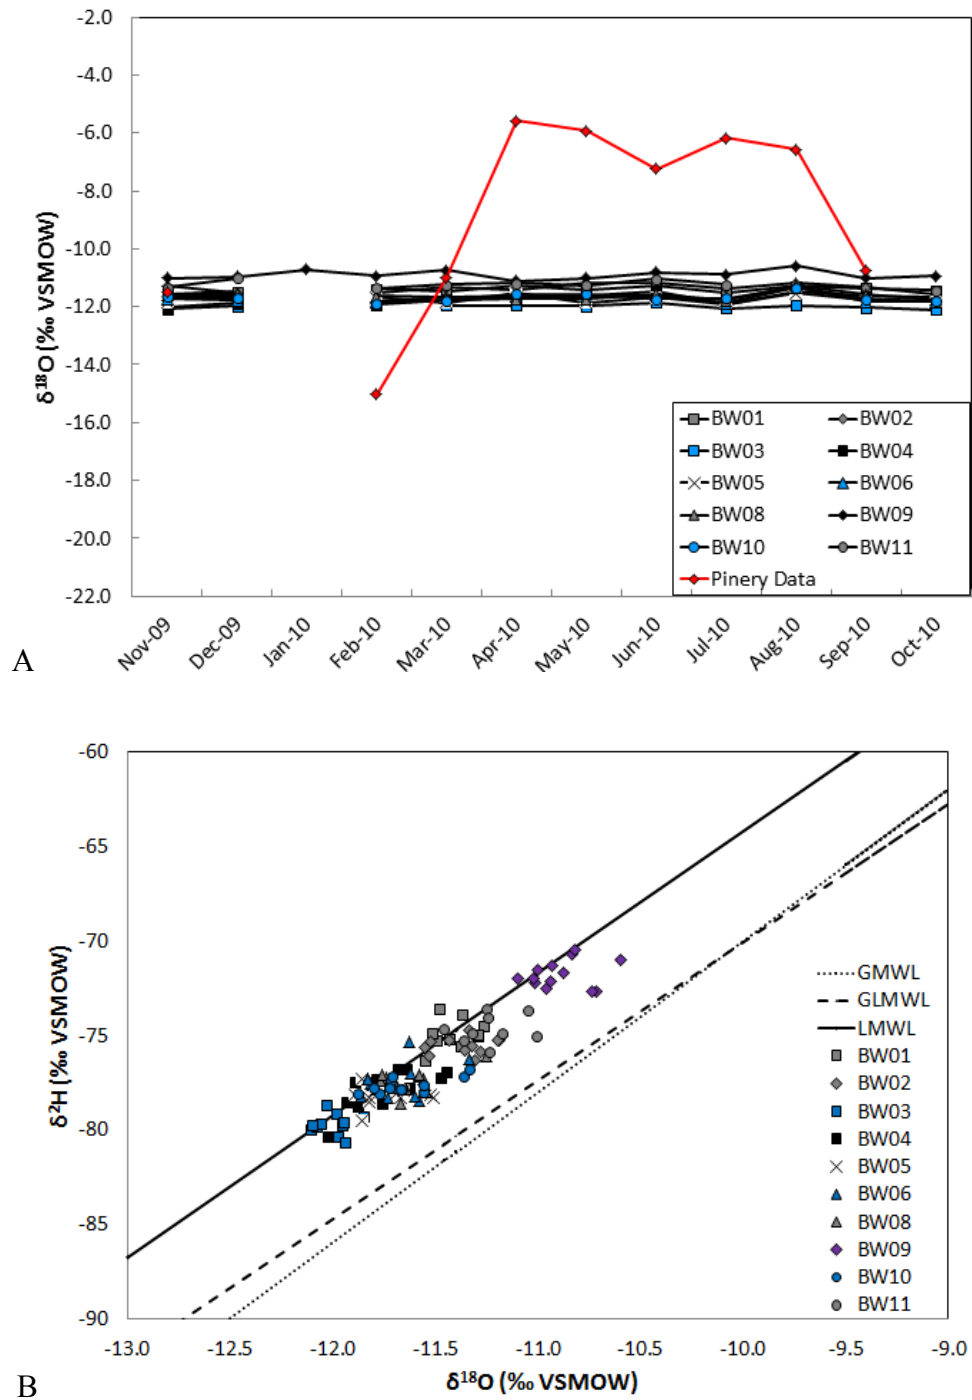 -2.0
-4.0
-6.0
-8.0
-10.0
-12.0
-14.0
-16.0
-18.0
-20.0
-22.0
δ¹⁸O (‰ VSMOW)
BW01 BW02
BW03 BW04
BW05 BW06
BW08 BW09
BW10 BW11
Pinery Data
Nov-09 Dec-09 Jan-10 Feb-10 Mar-10 Apr-10 May-10 Jun-10 Jul-10 Aug-10 Sep-10 Oct-10
A
-60
-65
-70
-75
-80
-85
-90
δ²H (‰ VSMOW)
GMWL
GLMWL
LMWL
BW01
BW02
BW03
BW04
BW05
BW06
BW08
BW09
BW10
BW11
-13.0 -12.5 -12.0 -11.5 -11.0 -10.5 -10.0 -9.5 -9.0
δ¹⁸O (‰ VSMOW)
B